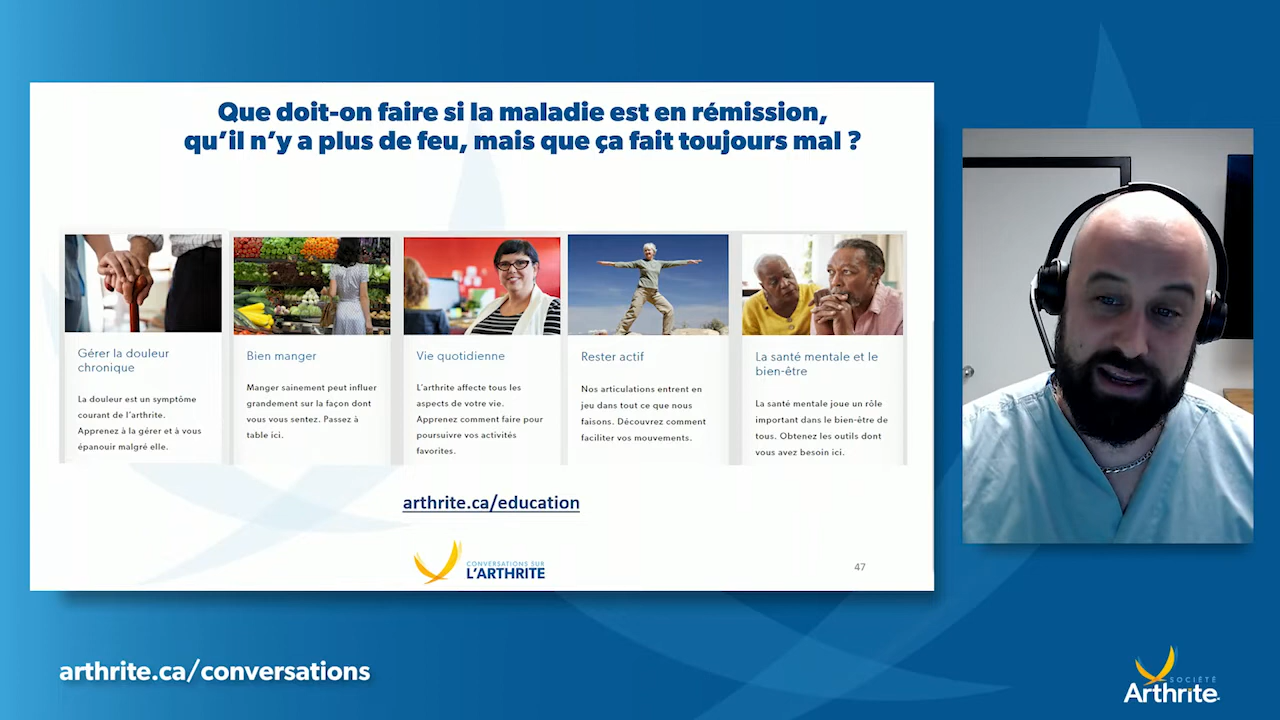 Que doit-on faire si la maladie est en rémission,
qu'il n'y a plus de feu, mais que ça fait toujours mal ?
Gérer la douleur
chronique
La douleur est un symptôme
courant de l'arthrite.
Apprenez à la gérer et à vous
épanouir malgré elle.
Bien manger
Manger sainement peut influer
grandement sur la façon dont
vous vous sentez. Passez à
table ici.
Vie quotidienne
L'arthrite affecte tous les
aspects de votre vie.
Apprenez comment faire pour
poursuivre vos activités
favorites.
Rester actif
Nos articulations entrent en
jeu dans tout ce que nous
faisons. Découvrez comment
faciliter vos mouvements.
La santé mentale et le
bien-être
La santé mentale joue un rôle
important dans le bien-être de
tous. Obtenez les outils dont
vous avez besoin ici.
arthrite.ca/education
CONVERSATIONS SUR
L'ARTHRITE
47
arthrite.ca/conversations
SOCIÉTÉ
Arthrite